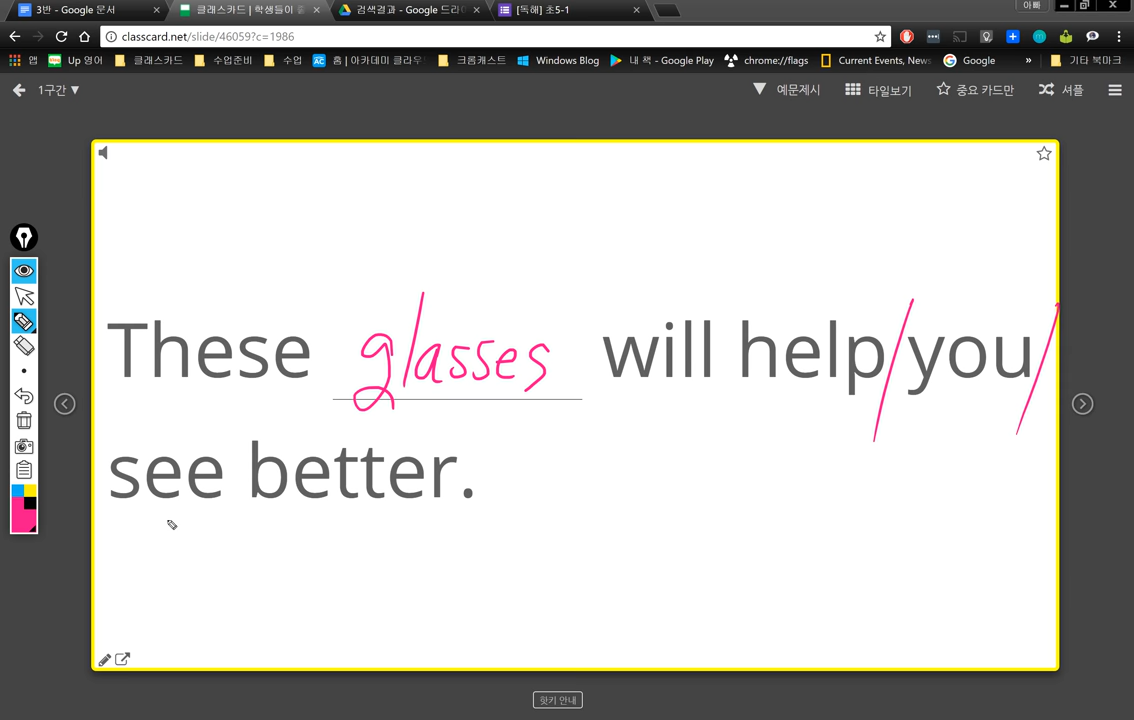 3반 - Google 문서
클래스카드 | 학생들이 좋
검색결과 - Google 드라이
[독해] 초5-1
아빠
classcard.net/slide/46059?c=1986
앱 Up 영어 클래스카드 수업준비 수업 AC 홈 | 아카데미 클라우 크롬캐스트 Windows Blog 내 책 - Google Play chrome://flags Current Events, News Google » 기타 북마크
1구간 ▼ ▼ 예문제시 타일보기 중요 카드만 셔플
These glasses will help / you /
see better.
핫키 안내